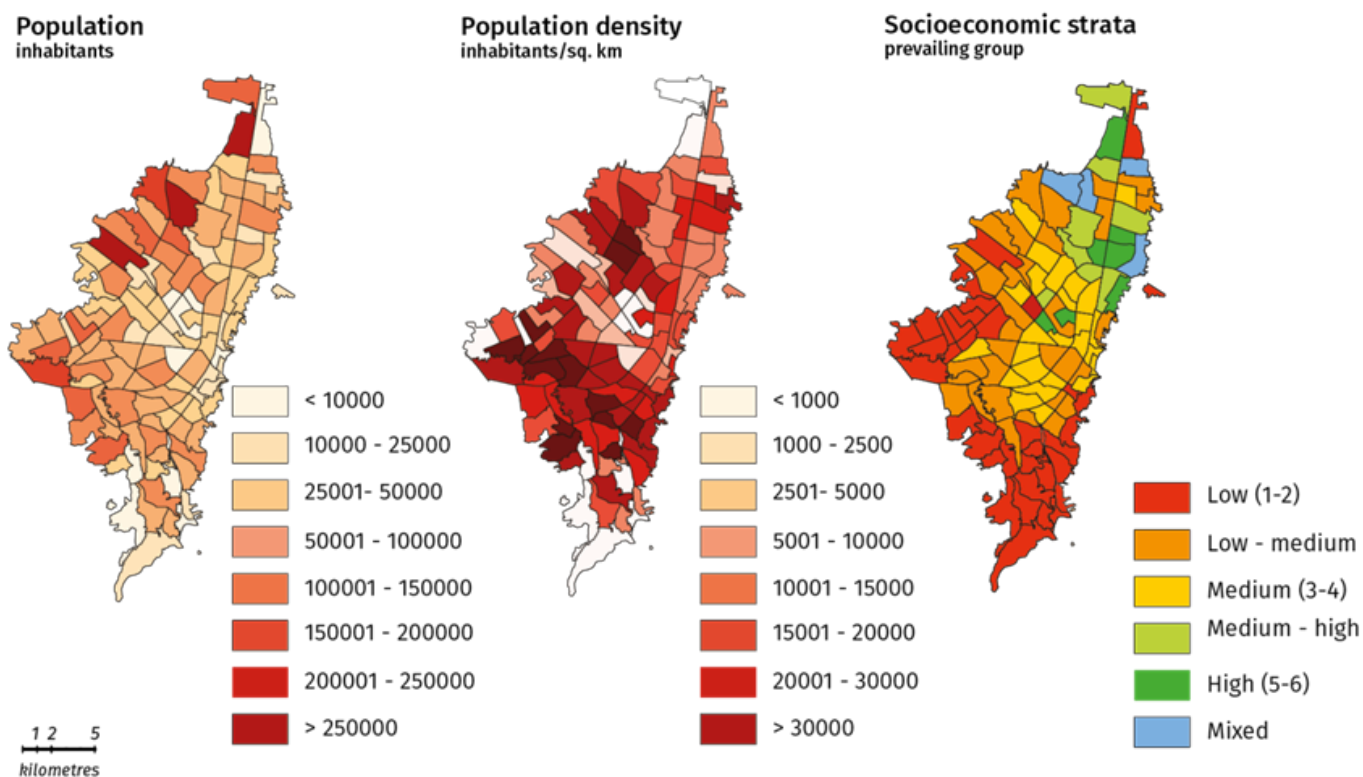 Population
inhabitants
Population density
inhabitants/sq. km
Socioeconomic strata
prevailing group
< 10000
10000 - 25000
25001- 50000
50001 - 100000
100001 - 150000
150001 - 200000
200001 - 250000
> 250000
< 1000
1000 - 2500
2501- 5000
5001 - 10000
10001 - 15000
15001 - 20000
20001 - 30000
> 30000
Low (1-2)
Low - medium
Medium (3-4)
Medium - high
High (5-6)
Mixed
1 2 5
kilometres